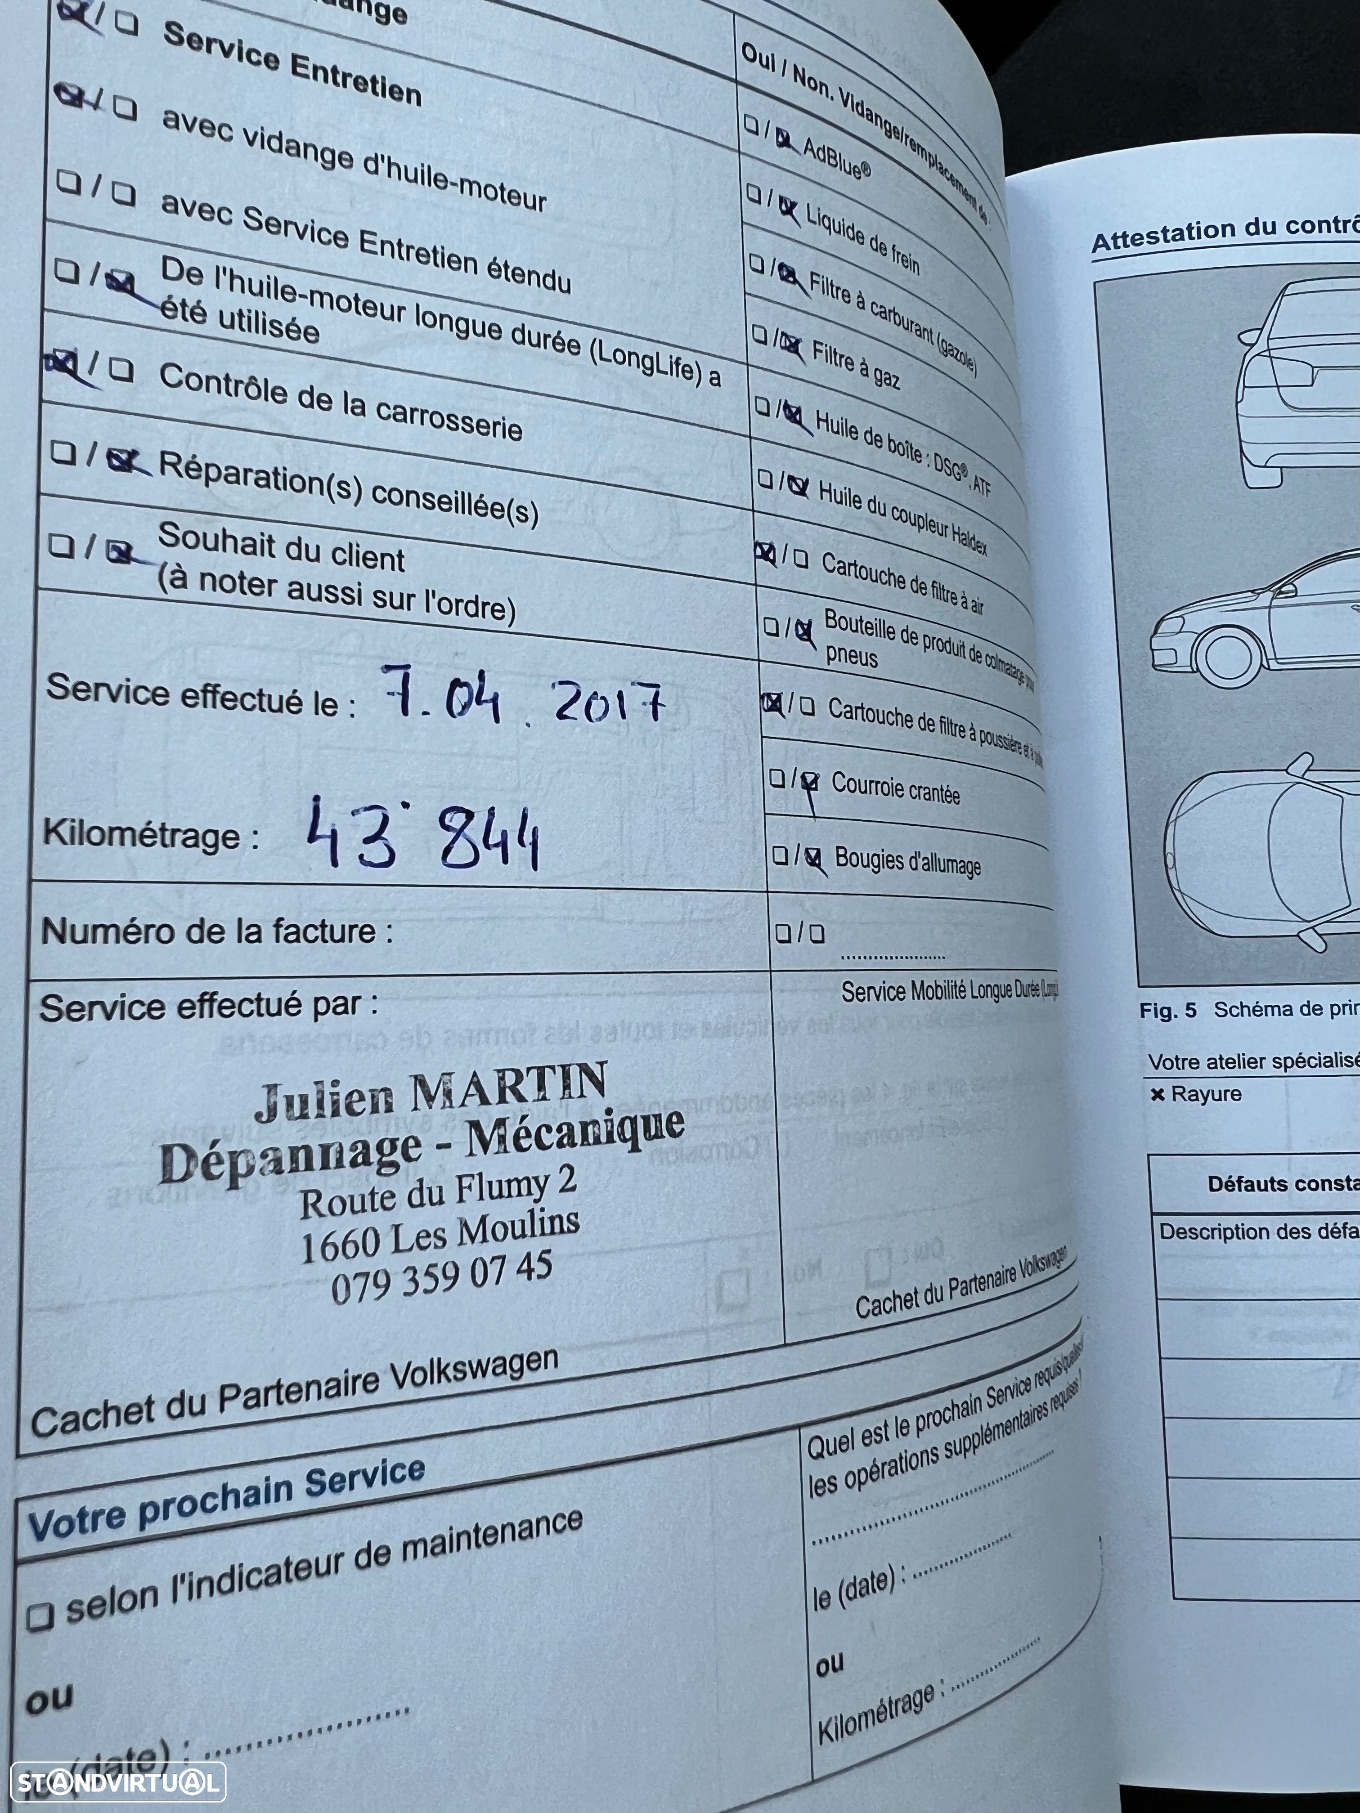 Service Entretien
avec vidange d'huile-moteur
avec Service Entretien étendu
De l'huile-moteur longue durée (LongLife) a
été utilisée
Contrôle de la carrosserie
Réparation(s) conseillée(s)
Souhait du client
(à noter aussi sur l'ordre)
Service effectué le : 7.04.2017
Kilométrage : 43'844
Numéro de la facture :
Service effectué par :
Julien MARTIN
Dépannage - Mécanique
Route du Flumy 2
1660 Les Moulins
079 359 07 45
Cachet du Partenaire Volkswagen
Oui / Non. Vidange/remplacement de :
AdBlue®
Liquide de frein
Filtre à carburant (gazole)
Filtre à gaz
Huile de boîte : DSG®, ATF
Huile du coupleur Haldex
Cartouche de filtre à air
Bouteille de produit de colmatage
pneus
Cartouche de filtre à poussière et à
Courroie crantée
Bougies d'allumage
Service Mobilité Longue Durée
Cachet du Partenaire Volkswagen
Votre prochain Service
selon l'indicateur de maintenance
ou
le (date) :
Quel est le prochain Service requis/quelles
les opérations supplémentaires requises ?
le (date) :
ou
Kilométrage :
Attestation du contrô
Fig. 5 Schéma de prin
Votre atelier spécialisé
× Rayure
Défauts consta
Description des défa
STANDVIRTUAL